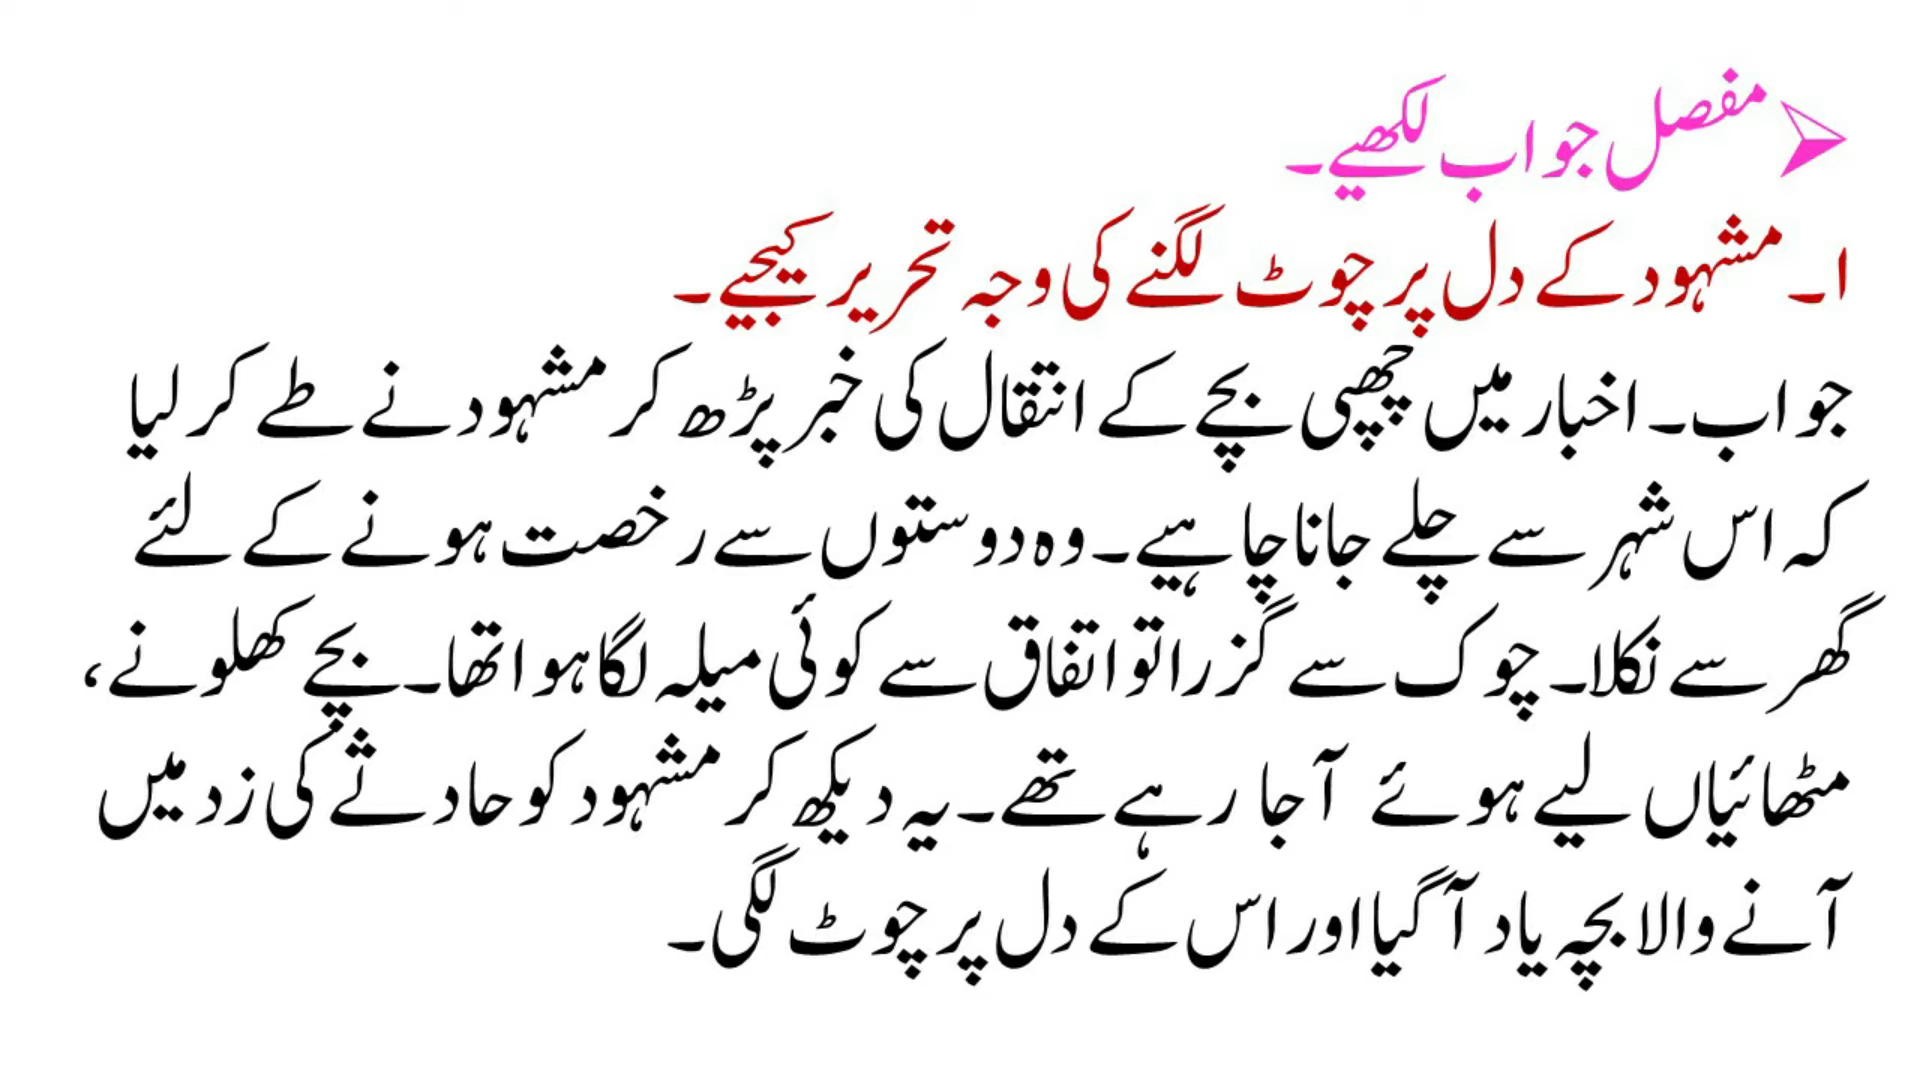 مفصل جواب لکھیے۔
۱۔ مشہود کے دل پر چوٹ لگنے کی وجہ تحریر کیجیے۔
جواب۔ اخبار میں چھپی بچے کے انتقال کی خبر پڑھ کر مشہود نے طے کر لیا
کہ اس شہر سے چلے جانا چاہیے۔ وہ دوستوں سے رخصت ہونے کے لئے
گھر سے نکلا۔ چوک سے گزرا تو اتفاق سے کوئی میلہ لگا ہوا تھا۔ بچے کھلونے،
مٹھائیاں لیے ہوئے آجا رہے تھے۔ یہ دیکھ کر مشہود کو حادثے کی زد میں
آنے والا بچہ یاد آگیا اور اس کے دل پر چوٹ لگی۔